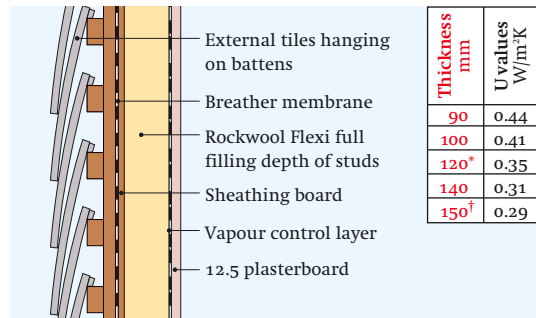 External tiles hanging
on battens
Breather membrane
Rockwool Flexi full
filling depth of studs
Sheathing board
Vapour control layer
12.5 plasterboard
Thickness
mm
U values
W/m²K
90 0.44
100 0.41
120* 0.35
140 0.31
150† 0.29